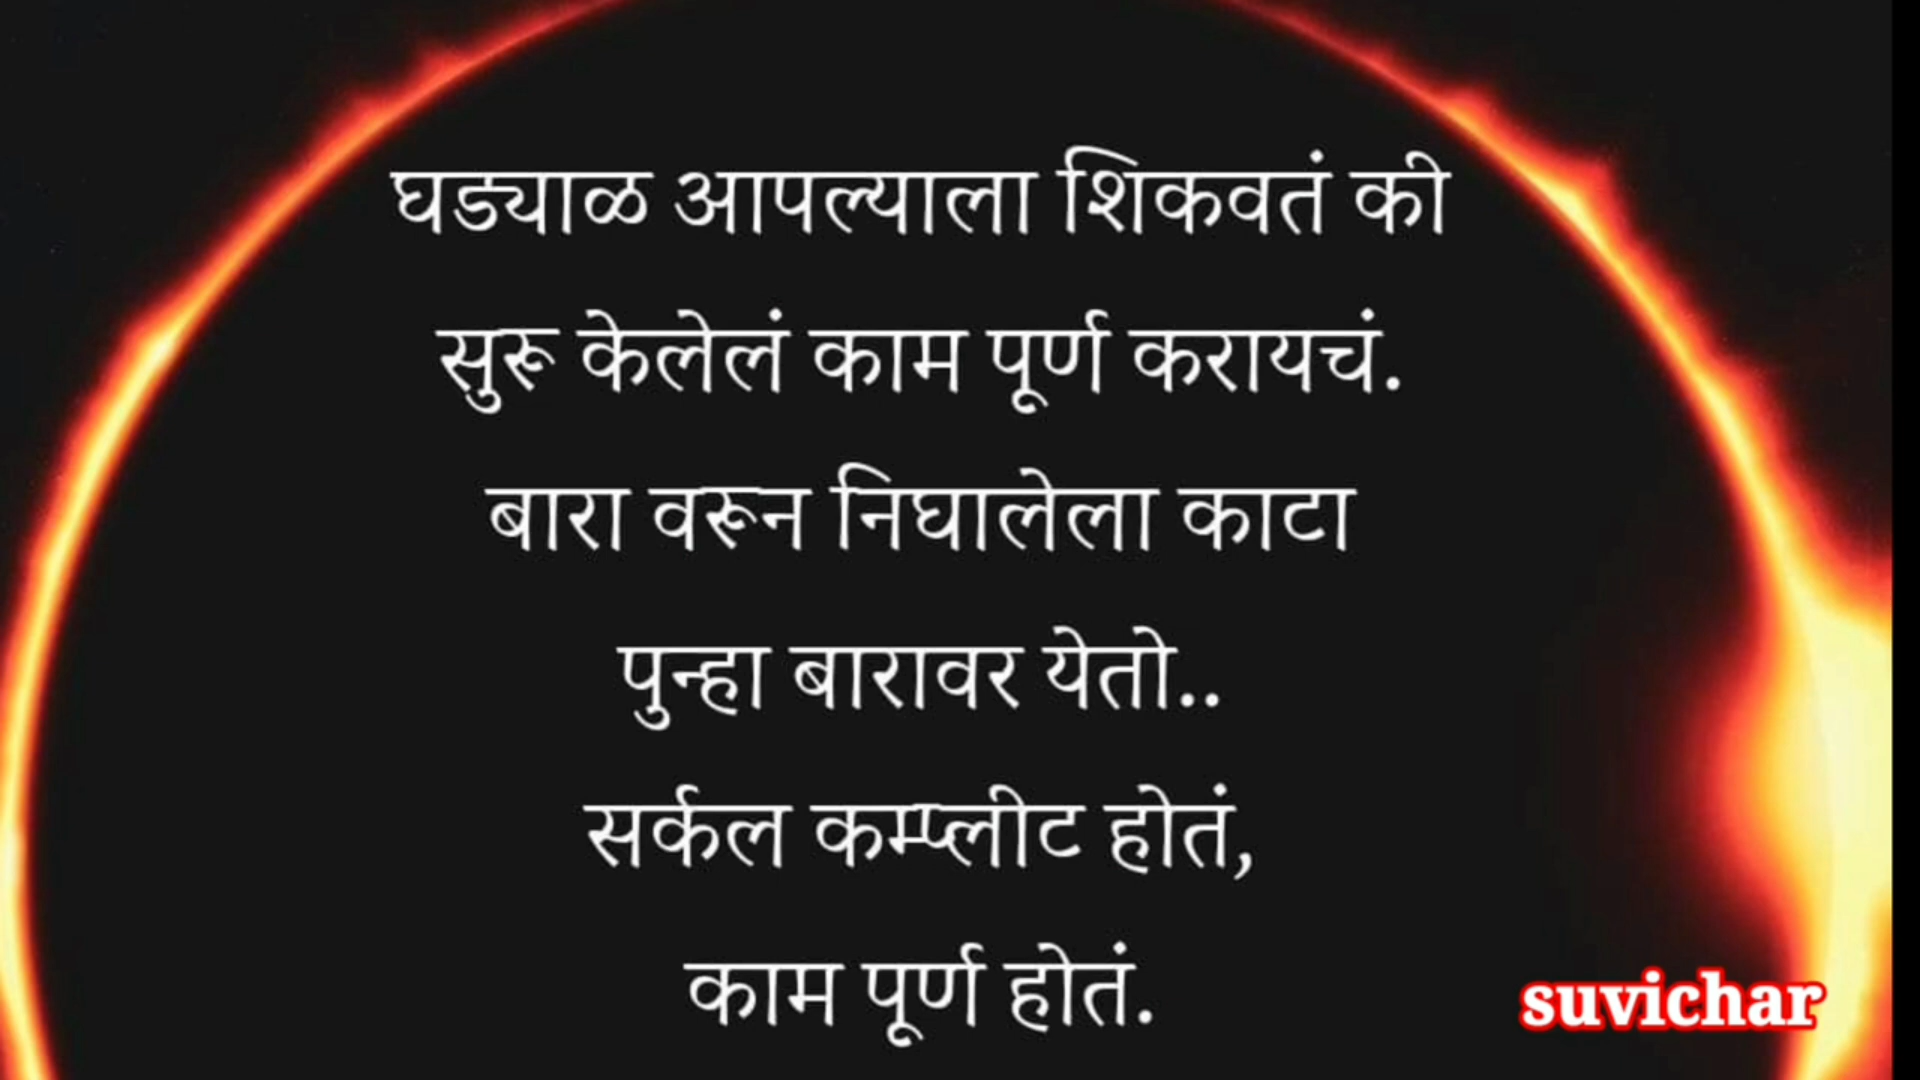 घड्याळ आपल्याला शिकवतं की
सुरू केलेलं काम पूर्ण करायचं.
बारा वरून निघालेला काटा
पुन्हा बारावर येतो..
सर्कल कम्प्लीट होतं,
काम पूर्ण होतं.
suvichar